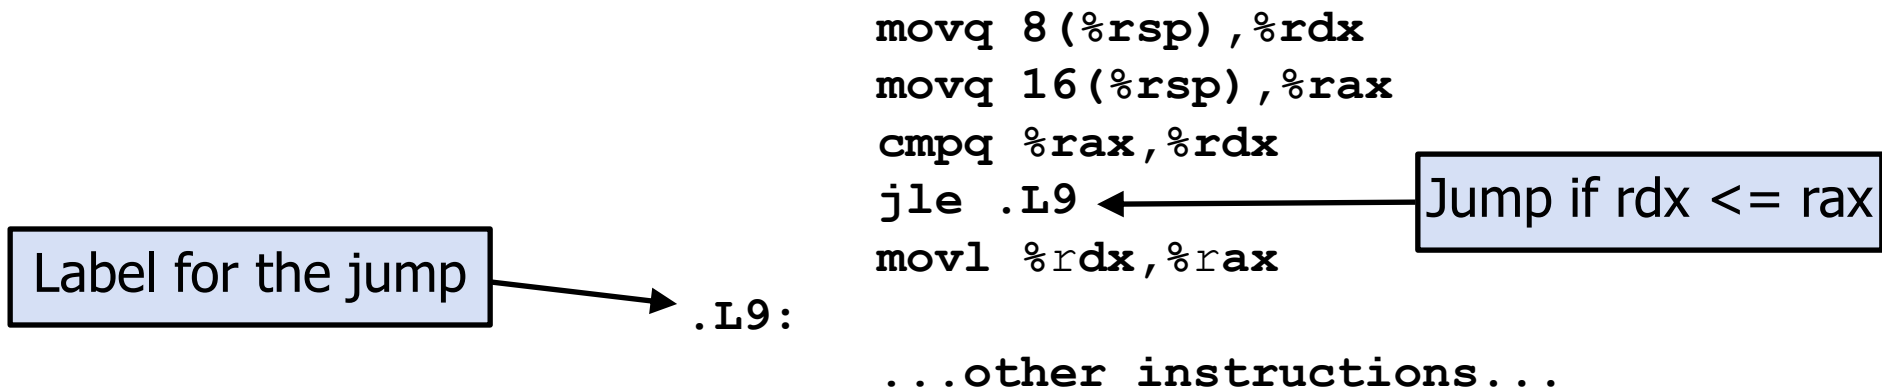 movq 8(%rsp),%rdx
movq 16(%rsp),%rax
cmpq %rax,%rdx
jle .L9
Jump if rdx <= rax
movl %rdx,%rax
Label for the jump
.L9:
...other instructions...